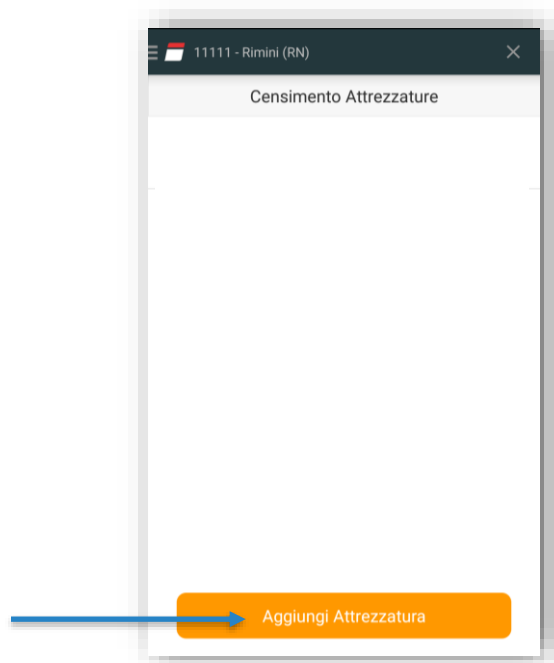 11111 - Rimini (RN)
Censimento Attrezzature
Aggiungi Attrezzatura